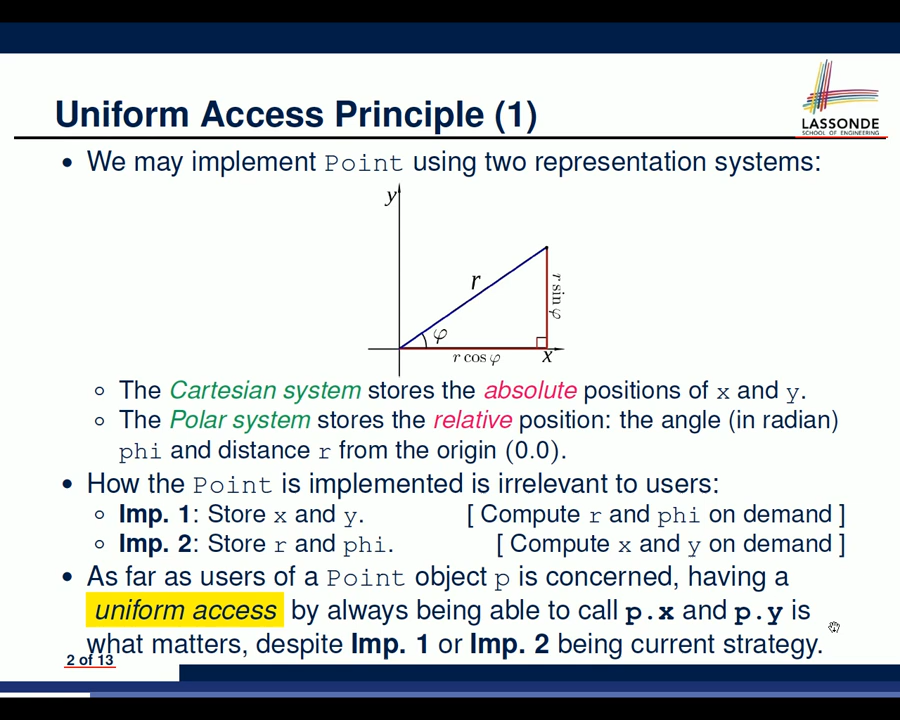 Uniform Access Principle (1)
LASSONDE
SCHOOL OF ENGINEERING
• We may implement Point using two representation systems:
y
r
φ
r sin φ
r cos φ
x
◦ The Cartesian system stores the absolute positions of x and y.
◦ The Polar system stores the relative position: the angle (in radian)
phi and distance r from the origin (0.0).
• How the Point is implemented is irrelevant to users:
◦ Imp. 1: Store x and y. [ Compute r and phi on demand ]
◦ Imp. 2: Store r and phi. [ Compute x and y on demand ]
• As far as users of a Point object p is concerned, having a
uniform access by always being able to call p.x and p.y is
what matters, despite Imp. 1 or Imp. 2 being current strategy.
2 of 13